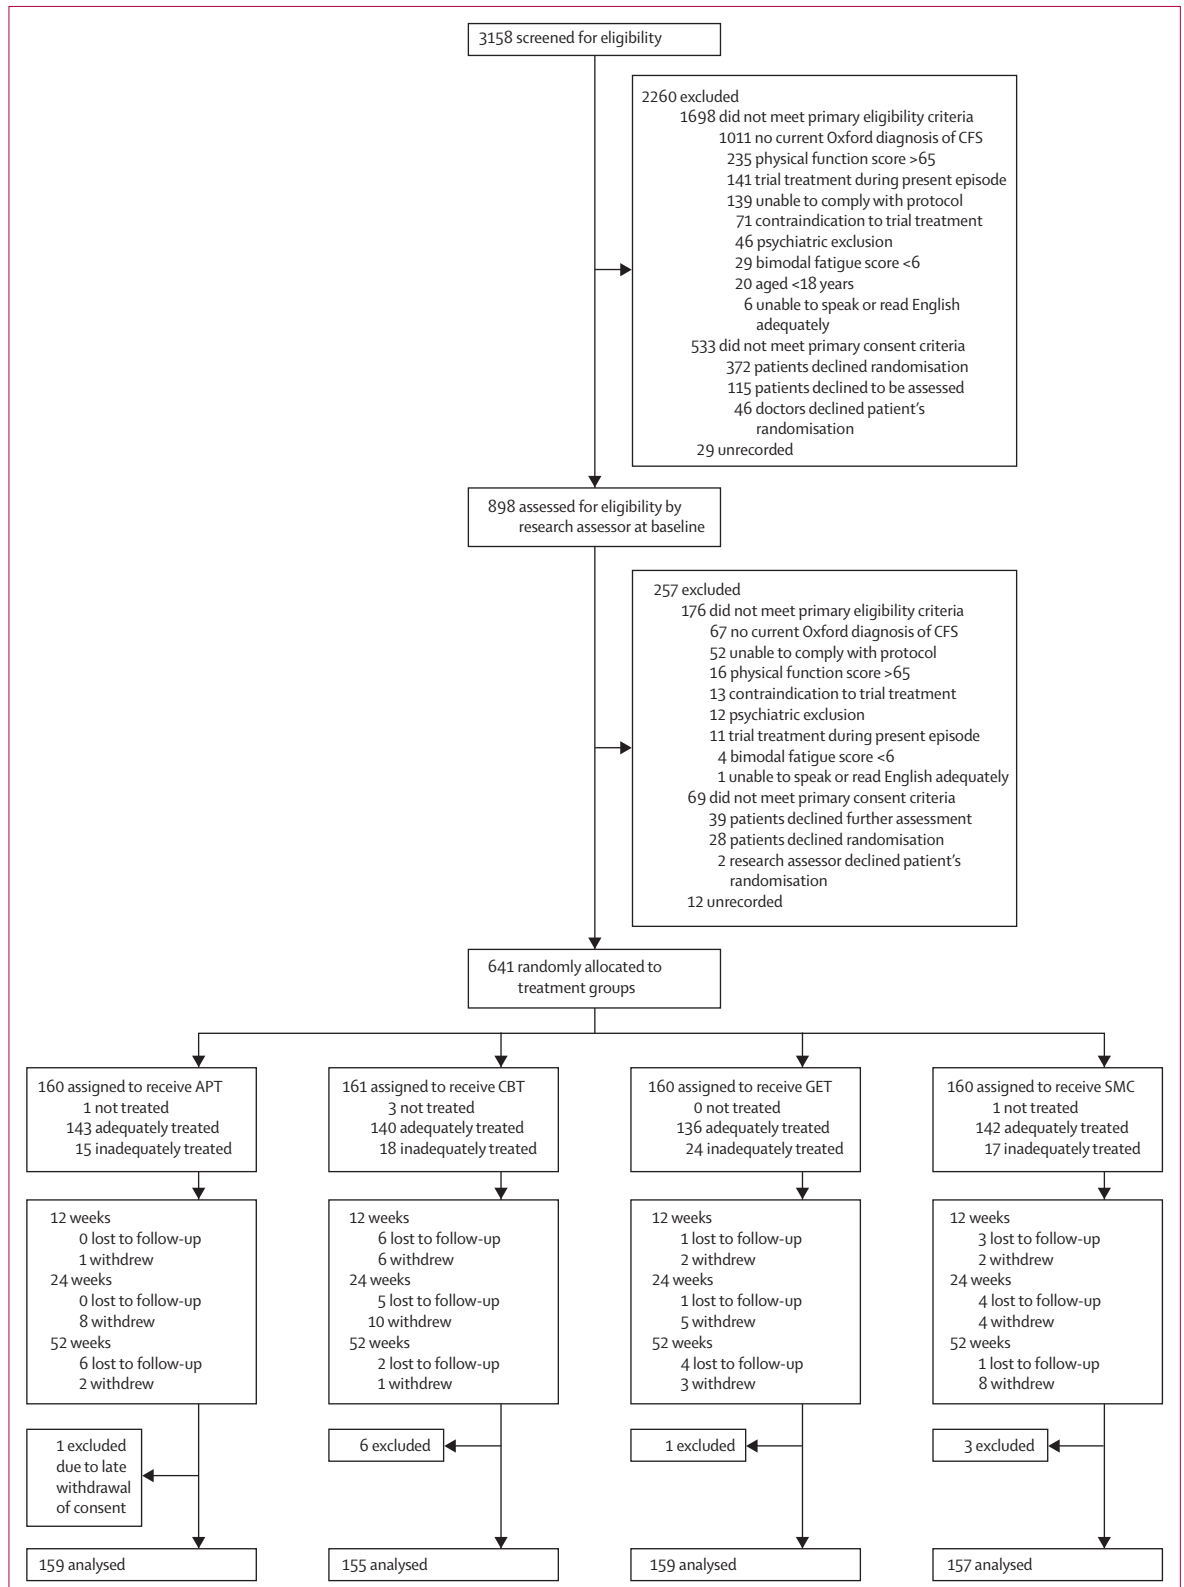 3158 screened for eligibility
2260 excluded
1698 did not meet primary eligibility criteria
1011 no current Oxford diagnosis of CFS
235 physical function score >65
141 trial treatment during present episode
139 unable to comply with protocol
71 contraindication to trial treatment
46 psychiatric exclusion
29 bimodal fatigue score <6
20 aged <18 years
6 unable to speak or read English
adequately
533 did not meet primary consent criteria
372 patients declined randomisation
115 patients declined to be assessed
46 doctors declined patient's
randomisation
29 unrecorded
898 assessed for eligibility by
research assessor at baseline
257 excluded
176 did not meet primary eligibility criteria
67 no current Oxford diagnosis of CFS
52 unable to comply with protocol
16 physical function score >65
13 contraindication to trial treatment
12 psychiatric exclusion
11 trial treatment during present episode
4 bimodal fatigue score <6
1 unable to speak or read English adequately
69 did not meet primary consent criteria
39 patients declined further assessment
28 patients declined randomisation
2 research assessor declined patient's
randomisation
12 unrecorded
641 randomly allocated to
treatment groups
160 assigned to receive APT
1 not treated
143 adequately treated
15 inadequately treated
161 assigned to receive CBT
3 not treated
140 adequately treated
18 inadequately treated
160 assigned to receive GET
0 not treated
136 adequately treated
24 inadequately treated
160 assigned to receive SMC
1 not treated
142 adequately treated
17 inadequately treated
12 weeks
0 lost to follow-up
1 withdrew
24 weeks
0 lost to follow-up
8 withdrew
52 weeks
6 lost to follow-up
2 withdrew
12 weeks
6 lost to follow-up
6 withdrew
24 weeks
5 lost to follow-up
10 withdrew
52 weeks
2 lost to follow-up
1 withdrew
12 weeks
1 lost to follow-up
2 withdrew
24 weeks
1 lost to follow-up
5 withdrew
52 weeks
4 lost to follow-up
3 withdrew
12 weeks
3 lost to follow-up
2 withdrew
24 weeks
4 lost to follow-up
4 withdrew
52 weeks
1 lost to follow-up
8 withdrew
1 excluded
due to late
withdrawal
of consent
6 excluded
1 excluded
3 excluded
159 analysed
155 analysed
159 analysed
157 analysed